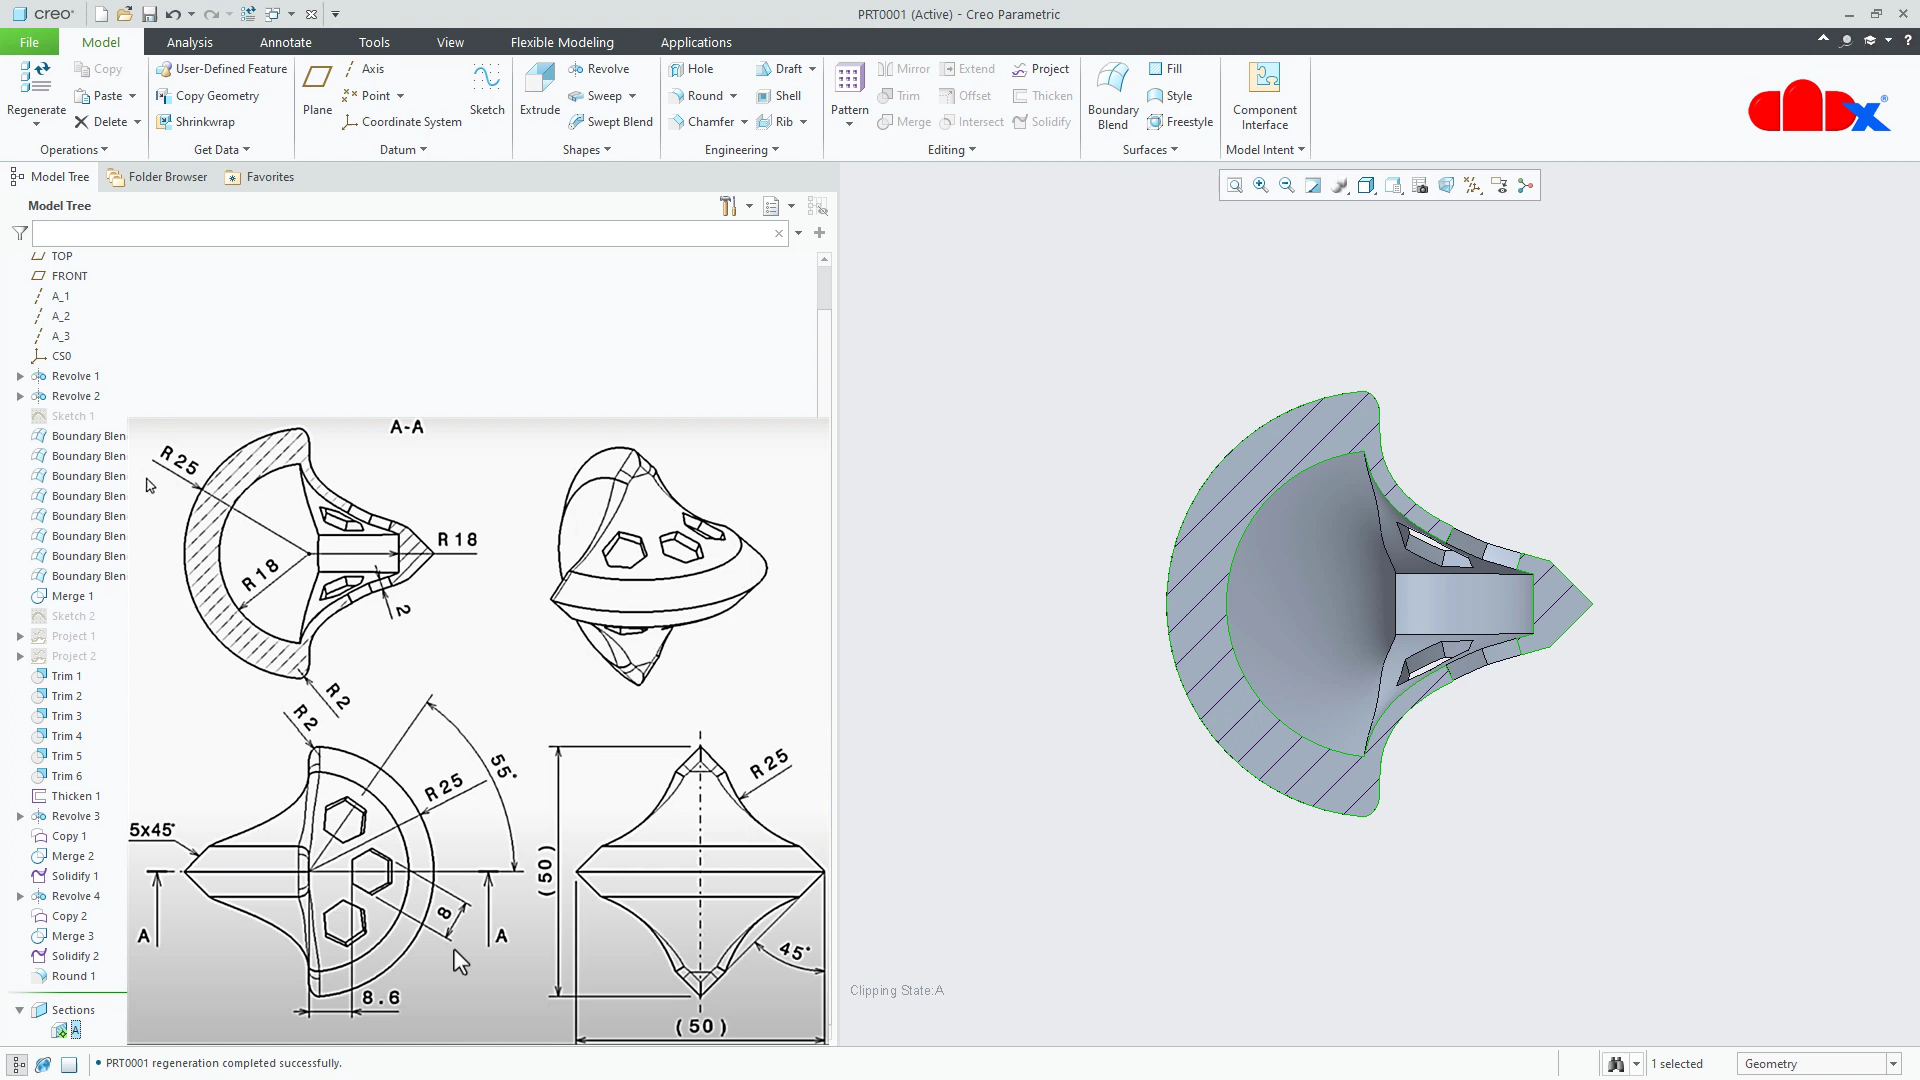 creo
PRT0001 (Active) - Creo Parametric
File
Model
Analysis
Annotate
Tools
View
Flexible Modeling
Applications
?
Regenerate
Copy
Paste
Delete
Operations
User-Defined Feature
Copy Geometry
Shrinkwrap
Get Data
Plane
Axis
Point
Coordinate System
Sketch
Datum
Extrude
Revolve
Sweep
Swept Blend
Shapes
Hole
Round
Chamfer
Draft
Shell
Rib
Engineering
Pattern
Mirror
Trim
Merge
Extend
Offset
Intersect
Project
Thicken
Solidify
Editing
Boundary
Blend
Fill
Style
Freestyle
Surfaces
Component
Interface
Model Intent
CADx®
Model Tree
Folder Browser
Favorites
Model Tree
TOP
FRONT
A_1
A_2
A_3
CS0
Revolve 1
Revolve 2
Sketch 1
Boundary Blen
Boundary Blen
Boundary Blen
Boundary Blen
Boundary Blen
Boundary Blen
Boundary Blen
Boundary Blen
Merge 1
Sketch 2
Project 1
Project 2
Trim 1
Trim 2
Trim 3
Trim 4
Trim 5
Trim 6
Thicken 1
Revolve 3
Copy 1
Merge 2
Solidify 1
Revolve 4
Copy 2
Merge 3
Solidify 2
Round 1
Sections
A
A-A
R25
R18
R18
2
R2
R2
55°
R25
5x45°
A
A
8
8.6
R25
(50)
45°
(50)
Clipping State:A
PRT0001 regeneration completed successfully.
1 selected
Geometry